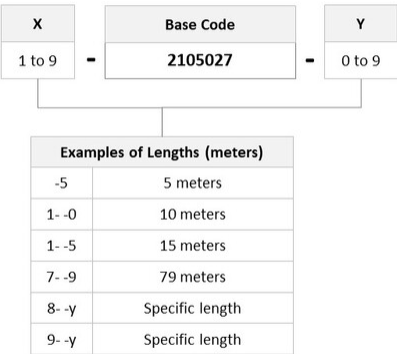 X Base Code Y
1 to 9 - 2105027 - 0 to 9
Examples of Lengths (meters)
-5 5 meters
1- -0 10 meters
1- -5 15 meters
7- -9 79 meters
8- -y Specific length
9- -y Specific length